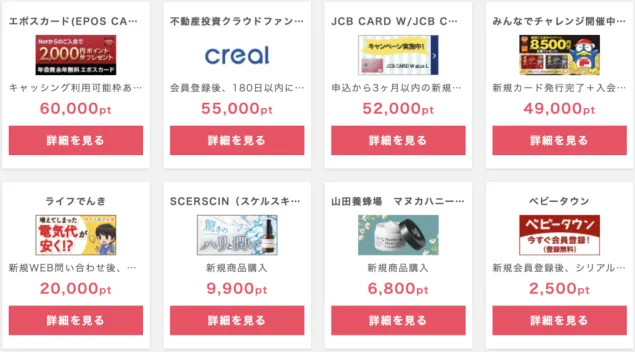 エポスカード(EPOS CA…
Netからのご入会で
2,000円 ポイント分 プレゼント
年会費永年無料 エポスカード
キャッシング利用可能枠あ…
60,000pt
詳細を見る
不動産投資クラウドファン…
creal
会員登録後、180日以内に…
55,000pt
詳細を見る
JCB CARD W/JCB C…
キャンペーン実施中!
JCB CARD W plus L
申込から3ヶ月以内の新規…
52,000pt
詳細を見る
みんなでチャレンジ開催中…
8,500円
新規カード発行完了+入会…
49,000pt
詳細を見る
ライフでんき
増えてしまった
電気代が
安く!?
新規WEB問い合わせ後、…
20,000pt
詳細を見る
SCERSCIN（スケルスキ…
驚きの
ハリと潤い
新規商品購入
9,900pt
詳細を見る
山田養蜂場 マヌカハニー…
新規商品購入
6,800pt
詳細を見る
ベビータウン
ベビータウン
今すぐ会員登録!
(登録無料)
新規会員登録後、シリアル…
2,500pt
詳細を見る